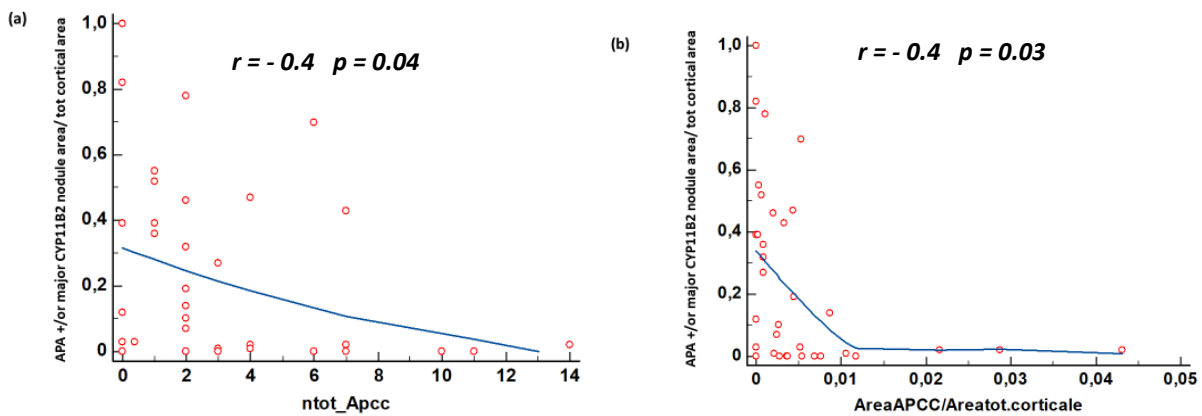 (a)
APA +/or major CYP11B2 nodule area/ tot cortical area
1,0
0,8
0,6
0,4
0,2
0
r = - 0.4 p = 0.04
0 2 4 6 8 10 12 14
ntot_Apcc
(b)
APA +/or major CYP11B2 nodule area/ tot cortical area
1,0
0,8
0,6
0,4
0,2
0
r = - 0.4 p = 0.03
0 0,01 0,02 0,03 0,04 0,05
AreaAPCC/Areatot.corticale